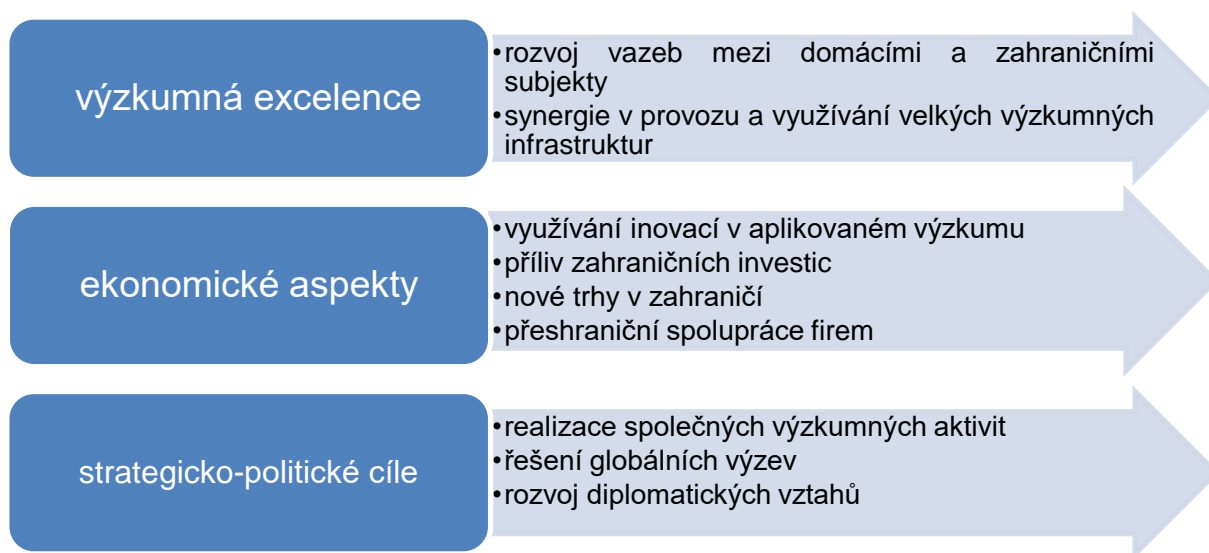 výzkumná excelence
•rozvoj vazeb mezi domácími a zahraničními
subjekty
•synergie v provozu a využívání velkých výzkumných
infrastruktur
ekonomické aspekty
•využívání inovací v aplikovaném výzkumu
•příliv zahraničních investic
•nové trhy v zahraničí
•přeshraniční spolupráce firem
strategicko-politické cíle
•realizace společných výzkumných aktivit
•řešení globálních výzev
•rozvoj diplomatických vztahů